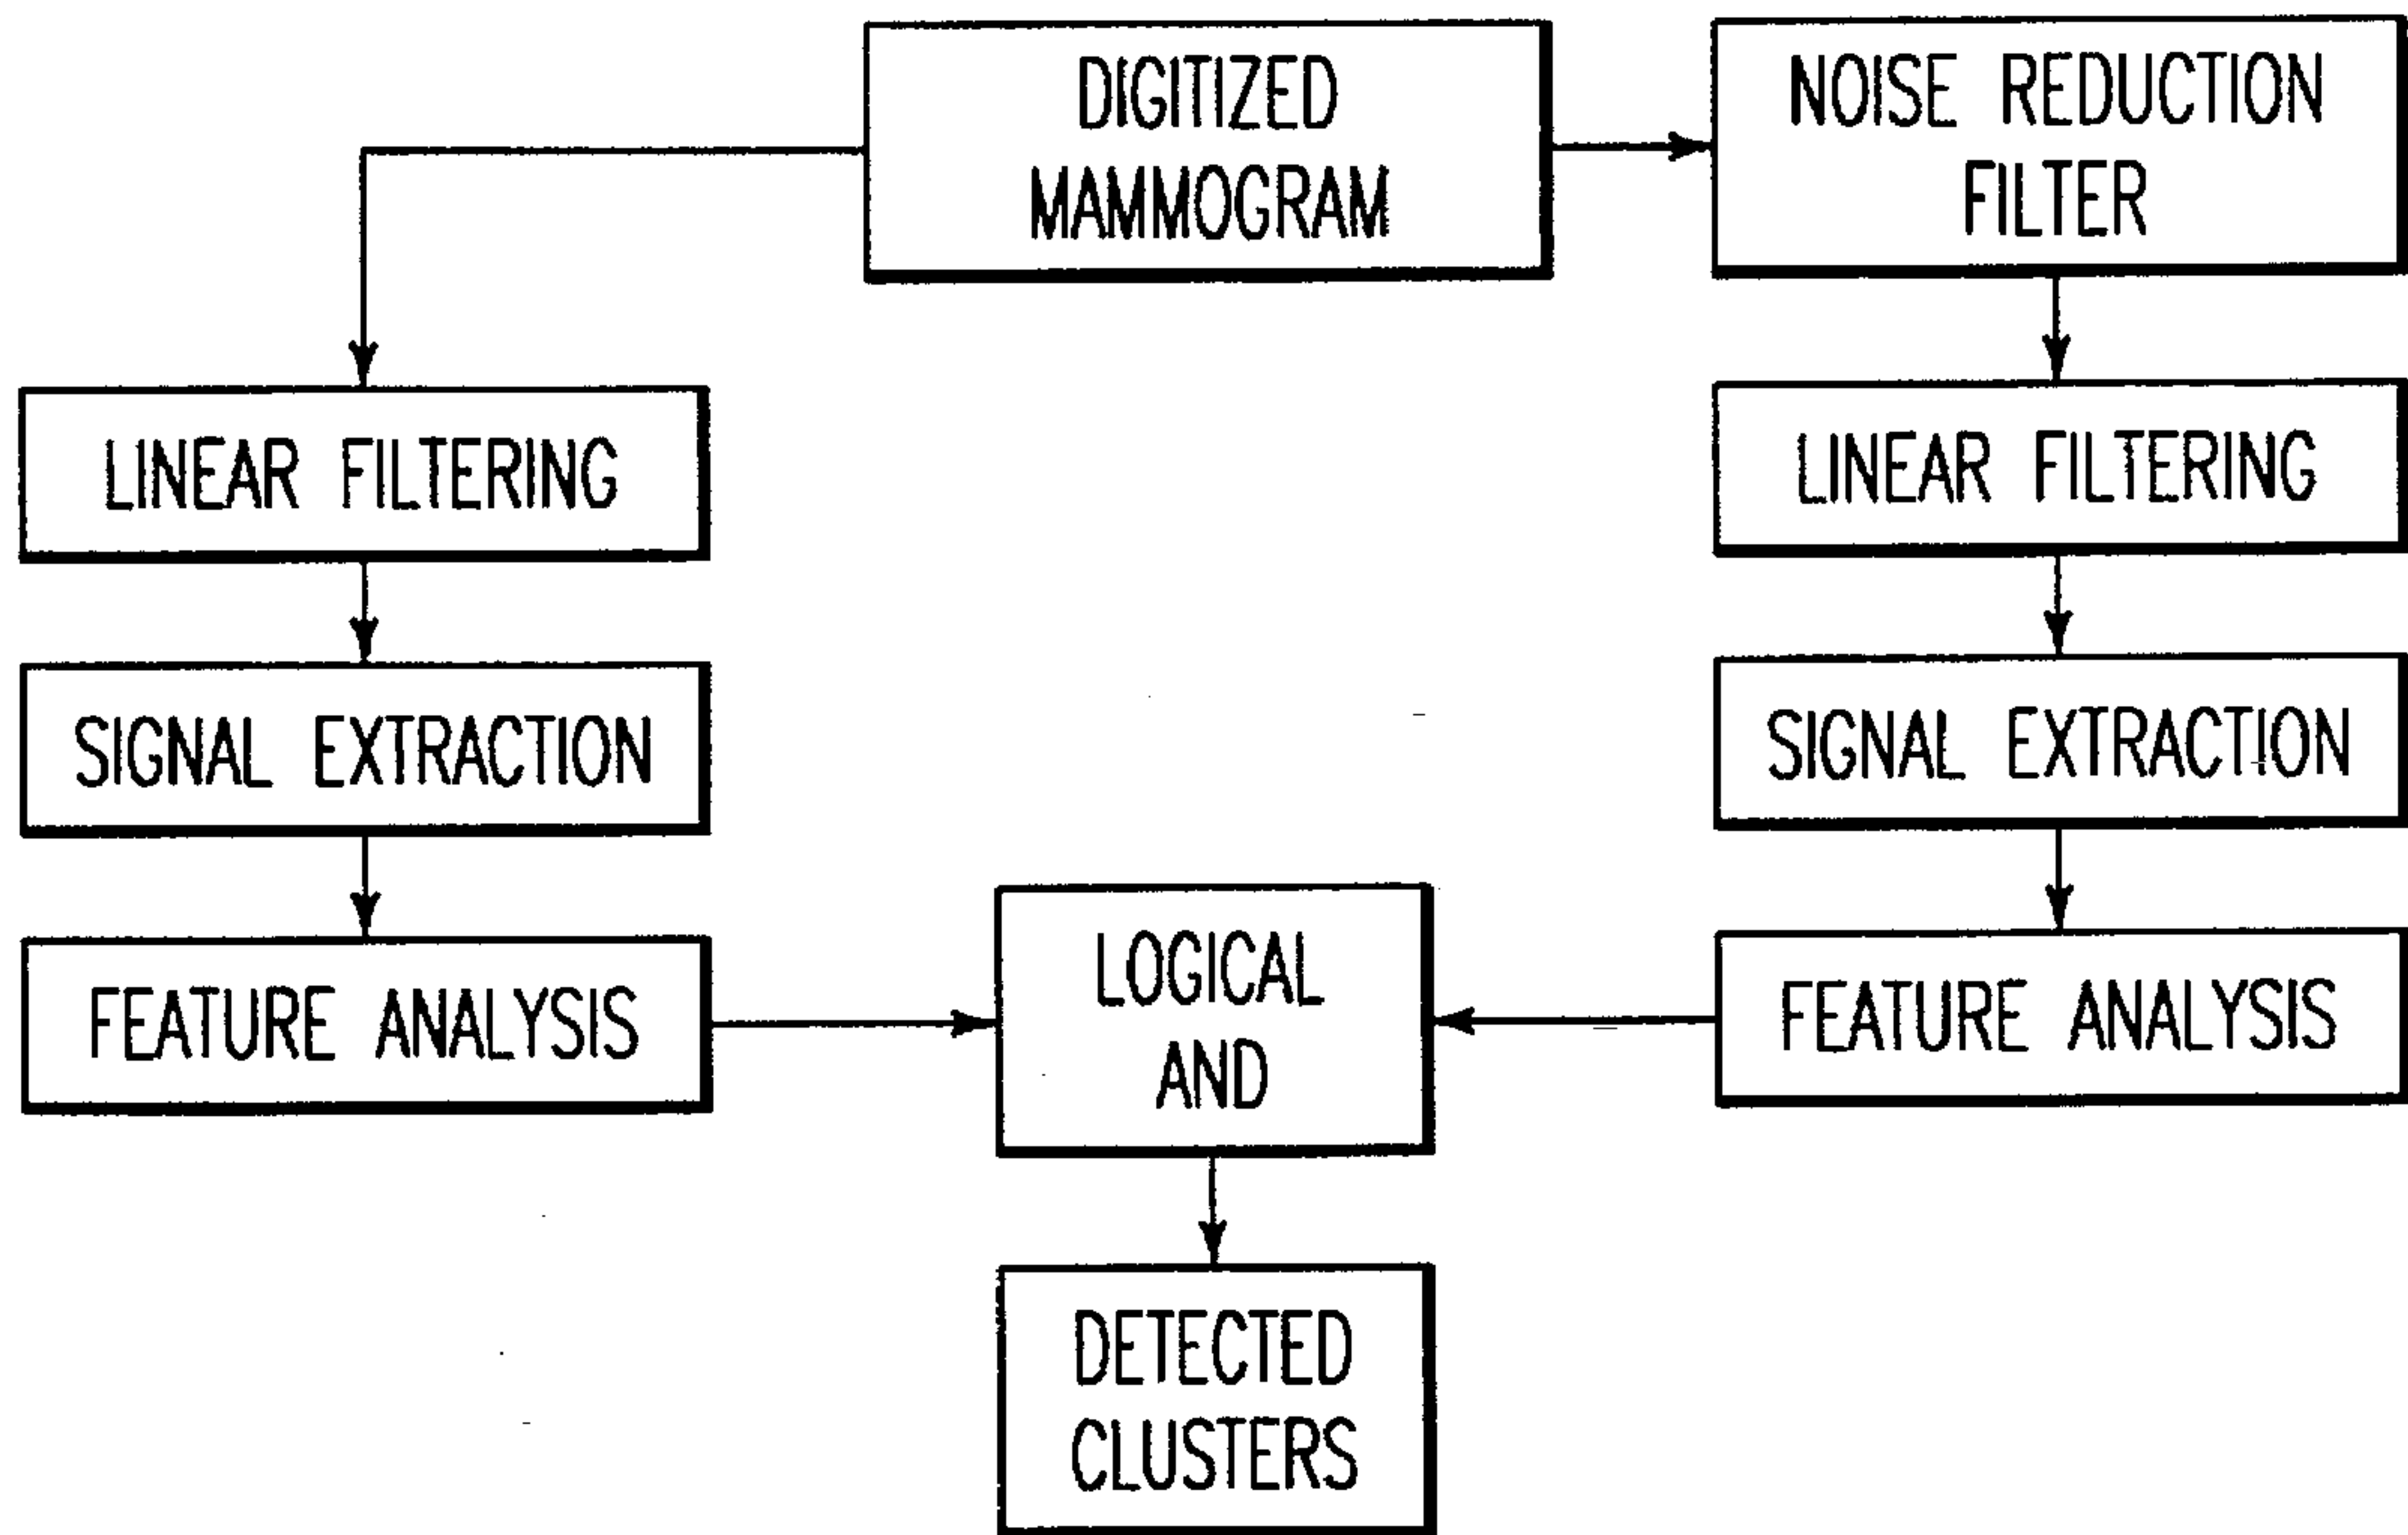 DIGITIZED
MAMMOGRAM
NOISE REDUCTION
FILTER
LINEAR FILTERING
LINEAR FILTERING
SIGNAL EXTRACTION
SIGNAL EXTRACTION
FEATURE ANALYSIS
LOGICAL
AND
FEATURE ANALYSIS
DETECTED
CLUSTERS